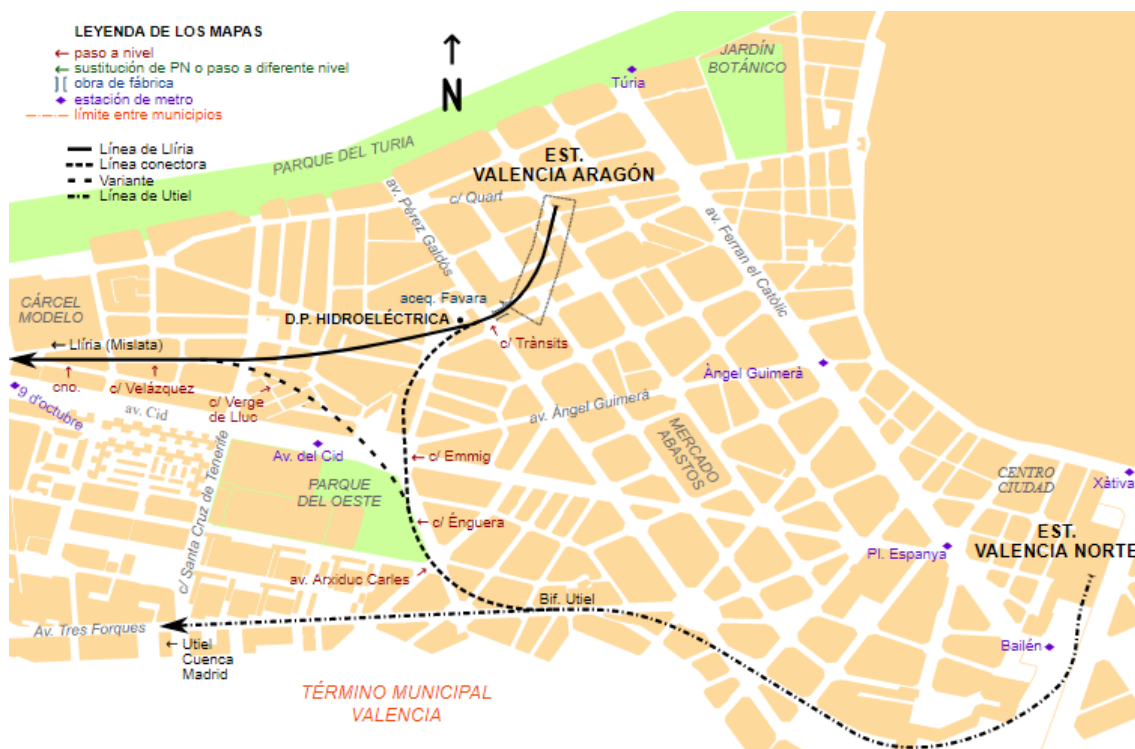 LEYENDA DE LOS MAPAS
← paso a nivel
← sustitución de PN o paso a diferente nivel
][ obra de fábrica
estación de metro
límite entre municipios
Línea de Llíria
Línea conectora
Variante
Línea de Utiel
N
JARDÍN
BOTÁNICO
Túria
PARQUE DEL TURIA
EST.
VALENCIA ARAGÓN
c/ Quart
av. Pérez Galdós
av. Ferran el Catòlic
CÁRCEL
MODELO
aceq. Favara
D.P. HIDROELÉCTRICA
← Llíria (Mislata)
c/ Trànsits
cno.
c/ Velázquez
c/ Verge
de Lluc
Àngel Guimerà
9 d'octubre
av. Cid
av. Àngel Guimerà
MERCADO
ABASTOS
Av. del Cid
← c/ Emmig
PARQUE
DEL OESTE
c/ Santa Cruz de Tenerife
CENTRO
CIUDAD
Xàtiva
← c/ Énguera
EST.
VALENCIA NORTE
Pl. Espanya
av. Arxiduc Carles
Bif. Utiel
Av. Tres Forques
← Utiel
Cuenca
Madrid
Bailén
TÉRMINO MUNICIPAL
VALENCIA